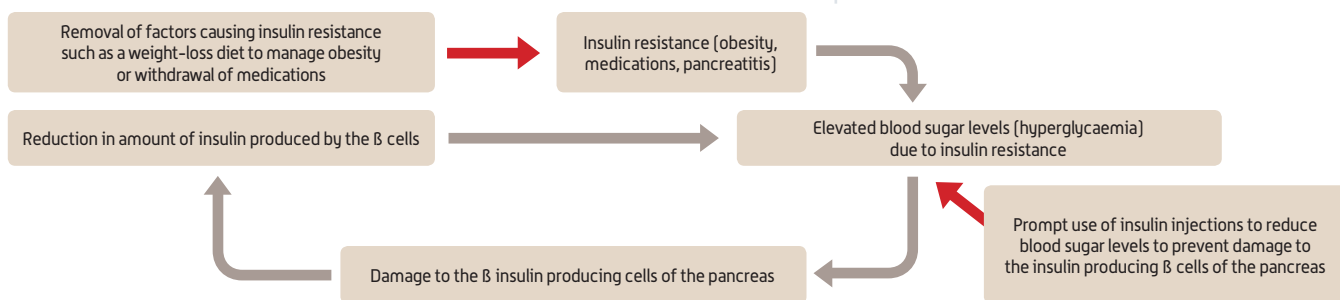 Removal of factors causing insulin resistance
such as a weight-loss diet to manage obesity
or withdrawal of medications
Insulin resistance (obesity,
medications, pancreatitis)
Reduction in amount of insulin produced by the ß cells
Elevated blood sugar levels (hyperglycaemia)
due to insulin resistance
Prompt use of insulin injections to reduce
blood sugar levels to prevent damage to
the insulin producing ß cells of the pancreas
Damage to the ß insulin producing cells of the pancreas